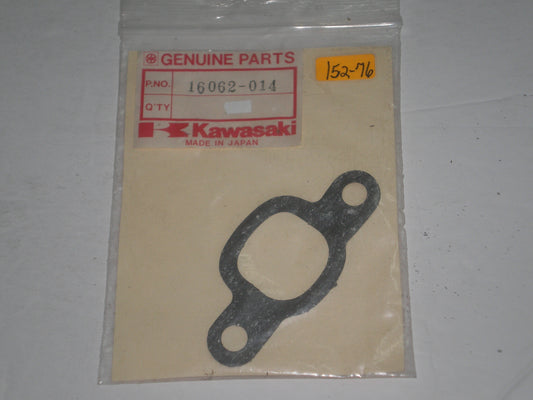 GENUINE PARTS
152-76
P.NO. 16062-014
Q'TY
Kawasaki
MADE IN JAPAN